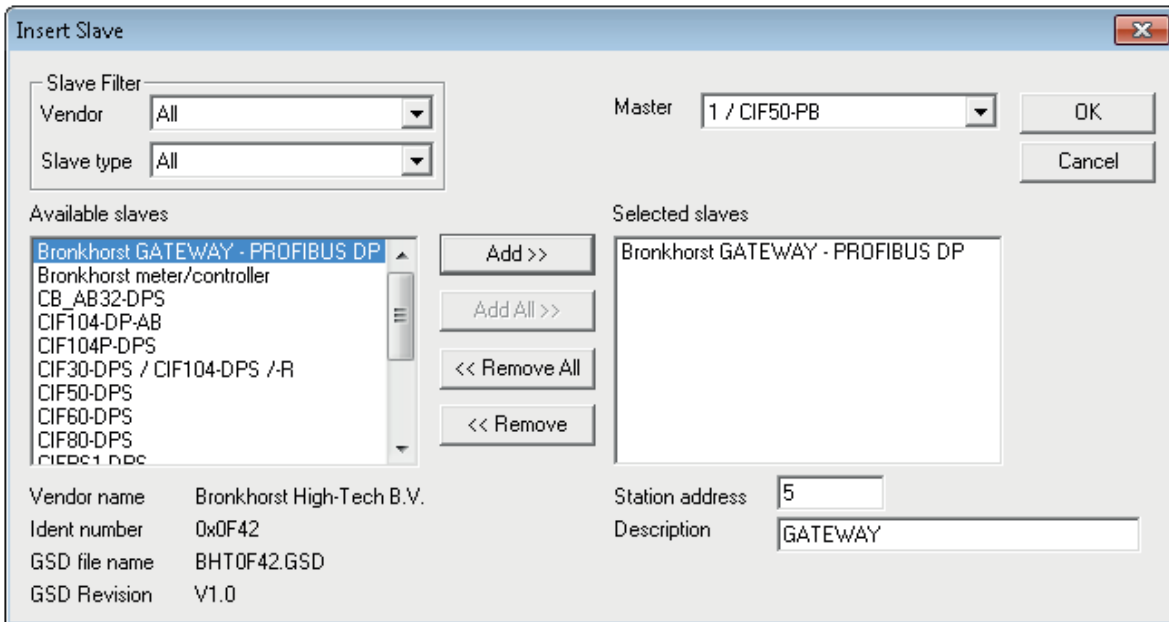 Insert Slave
Slave Filter
Vendor All
Slave type All
Master 1 / CIF50-PB
OK
Cancel
Available slaves
Bronkhorst GATEWAY - PROFIBUS DP
Bronkhorst meter/controller
CB_AB32-DPS
CIF104-DP-AB
CIF104P-DPS
CIF30-DPS / CIF104-DPS /-R
CIF50-DPS
CIF60-DPS
CIF80-DPS
CIFPS1-DPS
Add >>
Add All >>
<< Remove All
<< Remove
Selected slaves
Bronkhorst GATEWAY - PROFIBUS DP
Vendor name Bronkhorst High-Tech B.V.
Ident number 0x0F42
GSD file name BHT0F42.GSD
GSD Revision V1.0
Station address 5
Description GATEWAY